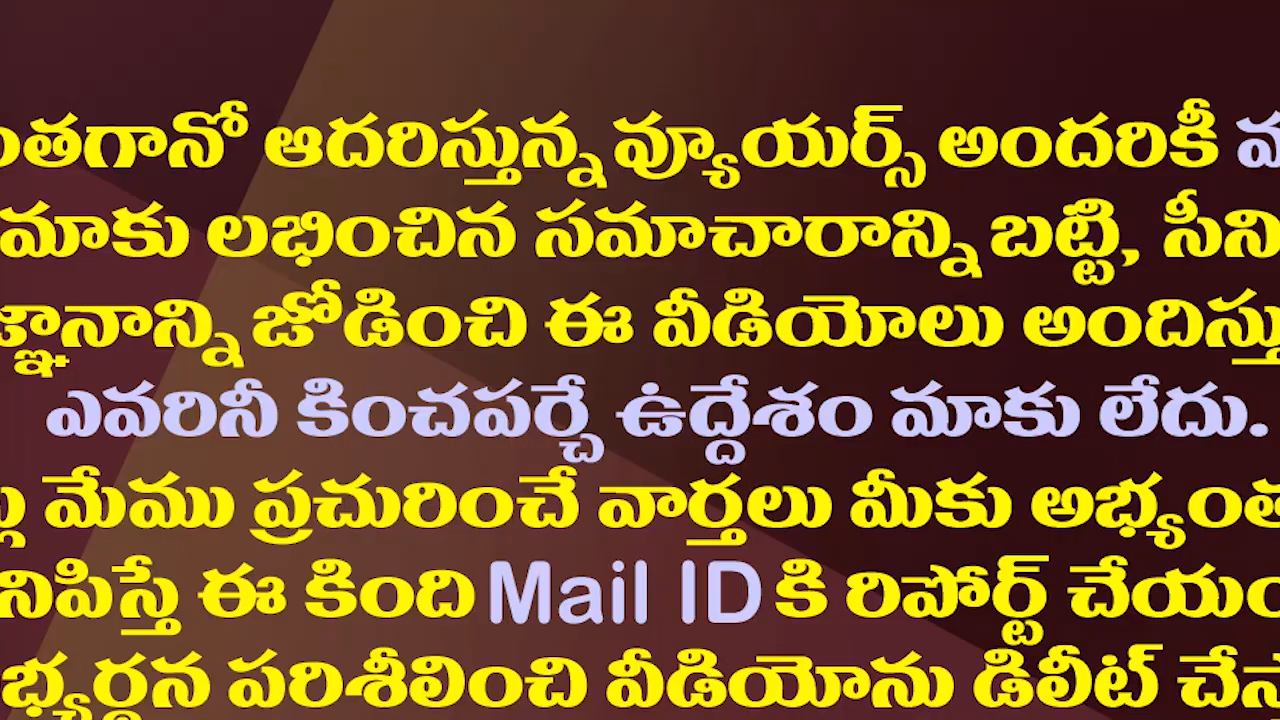 ంతగానో ఆదరిస్తున్న వ్యూయర్స్ అందరికీ
మాకు లభించిన సమాచారాన్ని బట్టి, సీని
జ్ఞానాన్ని జోడించి ఈ వీడియోలు అందిస్తు
ఎవరినీ కించపర్చే ఉద్దేశం మాకు లేదు.
మేము ప్రచురించే వార్తలు మీకు అభ్యంత
నిపిస్తే ఈ కింది Mail ID కి రిపోర్ట్ చేయం
భ్యర్థన పరిశీలించి వీడియోను డిలీట్ చేస